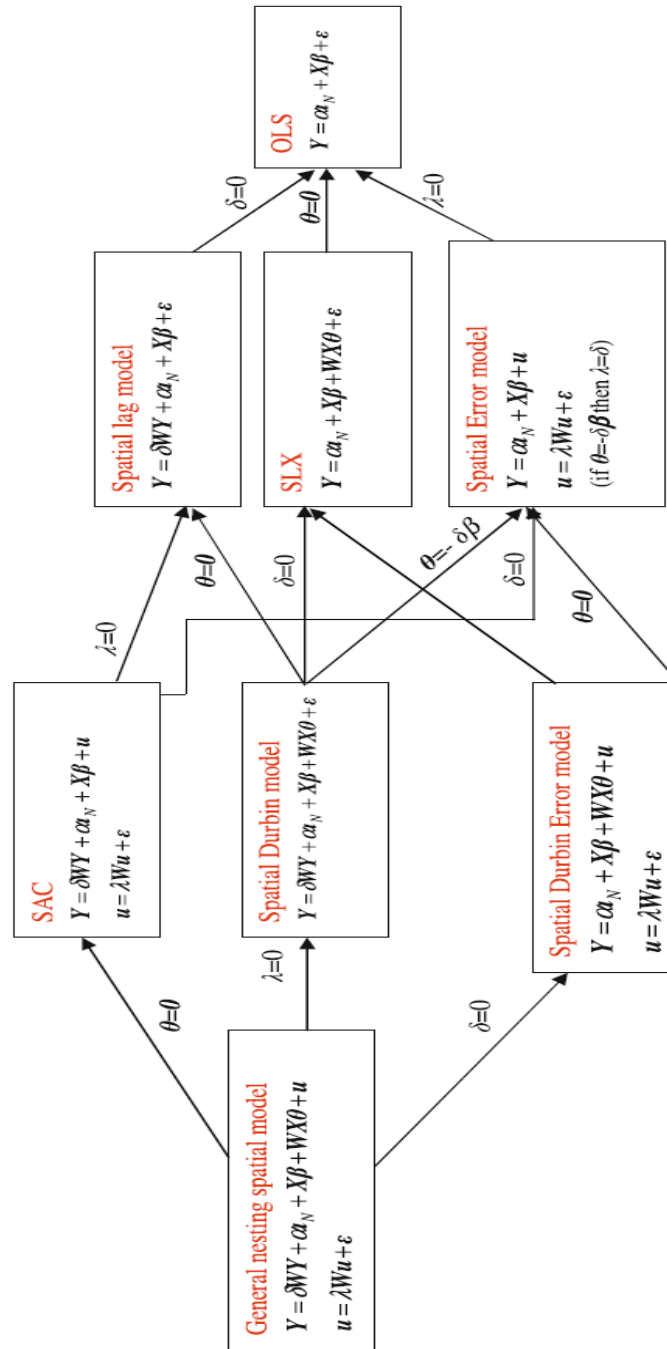 General nesting spatial model
Y = δWY + αι_N + Xβ + WXθ + u
u = λWu + ε
θ=0
λ=0
δ=0
SAC
Y = δWY + αι_N + Xβ + u
u = λWu + ε
Spatial Durbin model
Y = δWY + αι_N + Xβ + WXθ + ε
Spatial Durbin Error model
Y = αι_N + Xβ + WXθ + u
u = λWu + ε
λ=0
θ=0
δ=0
θ=- δβ
δ=0
θ=0
Spatial lag model
Y = δWY + αι_N + Xβ + ε
SLX
Y = αι_N + Xβ + WXθ + ε
Spatial Error model
Y = αι_N + Xβ + u
u = λWu + ε
(if θ=-δβ then λ=δ)
δ=0
θ=0
λ=0
OLS
Y = αι_N + Xβ + ε